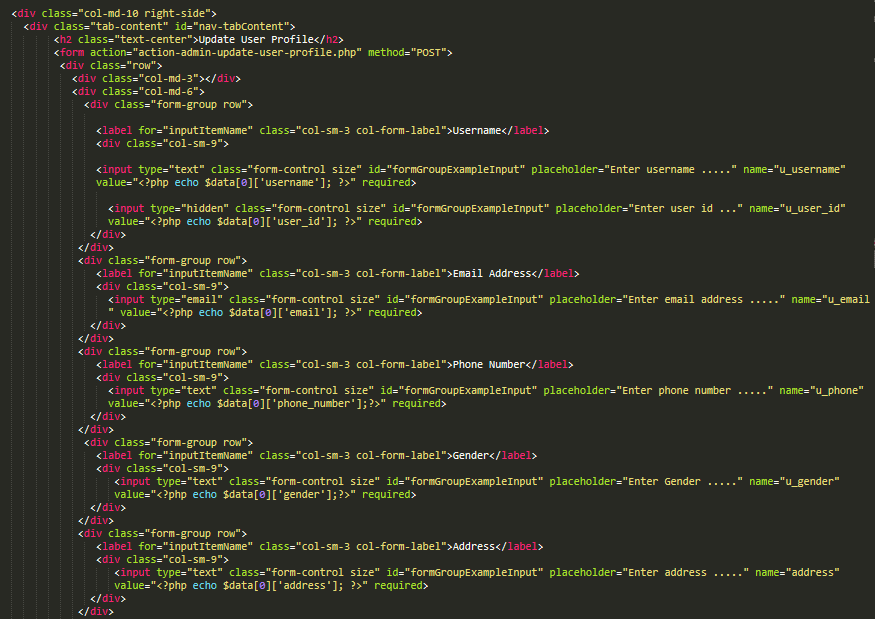 <div class="col-md-10 right-side">
<div class="tab-content" id="nav-tabContent">
<h2 class="text-center">Update User Profile</h2>
<form action="action-admin-update-user-profile.php" method="POST">
<div class="row">
<div class="col-md-3"></div>
<div class="col-md-6">
<div class="form-group row">
<label for="inputItemName" class="col-sm-3 col-form-label">Username</label>
<div class="col-sm-9">
<input type="text" class="form-control size" id="formGroupExampleInput" placeholder="Enter username ....." name="u_username"
value="<?php echo $data[0]['username']; ?>" required>
<input type="hidden" class="form-control size" id="formGroupExampleInput" placeholder="Enter user id ..." name="u_user_id"
value="<?php echo $data[0]['user_id']; ?>" required>
</div>
</div>
<div class="form-group row">
<label for="inputItemName" class="col-sm-3 col-form-label">Email Address</label>
<div class="col-sm-9">
<input type="email" class="form-control size" id="formGroupExampleInput" placeholder="Enter email address ....." name="u_email
" value="<?php echo $data[0]['email']; ?>" required>
</div>
</div>
<div class="form-group row">
<label for="inputItemName" class="col-sm-3 col-form-label">Phone Number</label>
<div class="col-sm-9">
<input type="text" class="form-control size" id="formGroupExampleInput" placeholder="Enter phone number ....." name="u_phone"
value="<?php echo $data[0]['phone_number'];?>" required>
</div>
</div>
<div class="form-group row">
<label for="inputItemName" class="col-sm-3 col-form-label">Gender</label>
<div class="col-sm-9">
<input type="text" class="form-control size" id="formGroupExampleInput" placeholder="Enter Gender ....." name="u_gender"
value="<?php echo $data[0]['gender'];?>" required>
</div>
</div>
<div class="form-group row">
<label for="inputItemName" class="col-sm-3 col-form-label">Address</label>
<div class="col-sm-9">
<input type="text" class="form-control size" id="formGroupExampleInput" placeholder="Enter address ....." name="address"
value="<?php echo $data[0]['address']; ?>" required>
</div>
</div>